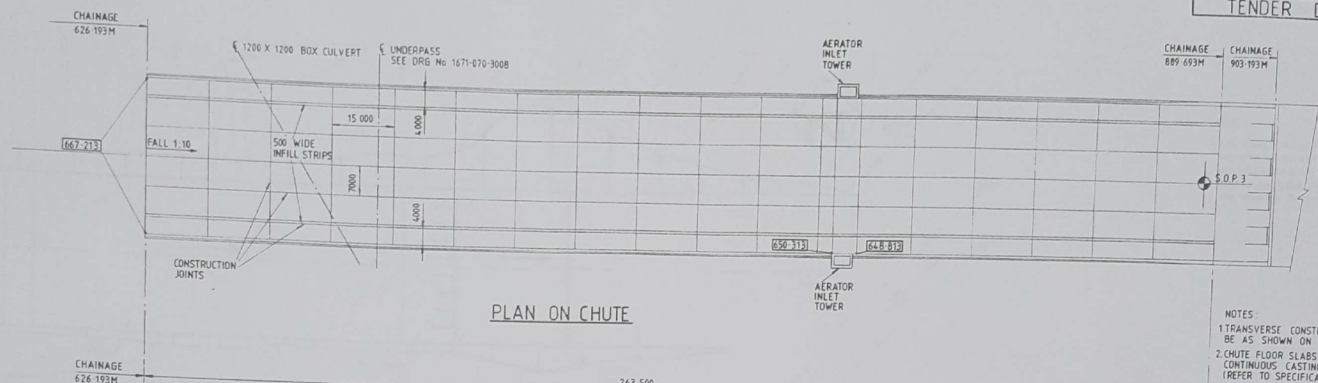 TENDER
CHAINAGE
626·193M
℄ 1200 X 1200 BOX CULVERT
℄ UNDERPASS
SEE DRG No 1671-070-3008
AERATOR
INLET
TOWER
CHAINAGE
889·693M
CHAINAGE
903·193M
667·213
FALL 1:10
15 000
4 000
500 WIDE
INFILL STRIPS
7000
4000
S.O.P.3
CONSTRUCTION
JOINTS
650·313
648·813
AERATOR
INLET
TOWER
PLAN ON CHUTE
NOTES:
1.TRANSVERSE CONST
BE AS SHOWN ON
2.CHUTE FLOOR SLABS
CONTINUOUS CASTIN
(REFER TO SPECIFICA
CHAINAGE
626·193M
263·500